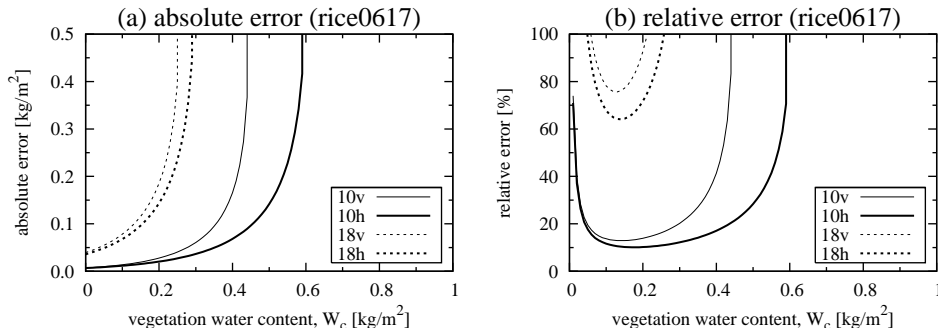 (a) absolute error (rice0617)
absolute error [kg/m²]
0.5
0.4
0.3
0.2
0.1
0.0
0
0.2
0.4
0.6
0.8
1
vegetation water content, W_c [kg/m²]
10v
10h
18v
18h
(b) relative error (rice0617)
relative error [%]
100
80
60
40
20
0
0
0.2
0.4
0.6
0.8
1
vegetation water content, W_c [kg/m²]
10v
10h
18v
18h